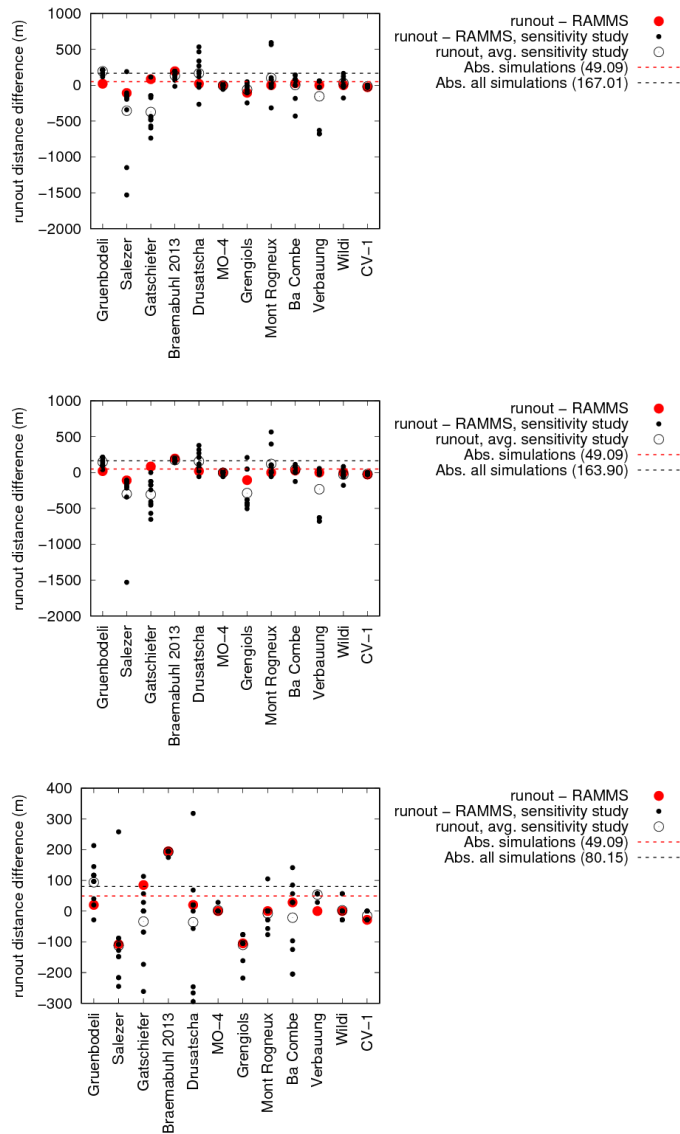 runout distance difference (m)
1000
500
0
−500
−1000
−1500
−2000
Gruenbodeli
Salezer
Gatschiefer
Braemabuhl 2013
Drusatscha
MO−4
Grengiols
Mont Rogneux
Ba Combe
Verbauung
Wildi
CV−1
runout − RAMMS
runout − RAMMS, sensitivity study
runout, avg. sensitivity study
Abs. simulations (49.09)
Abs. all simulations (167.01)
runout distance difference (m)
1000
500
0
−500
−1000
−1500
−2000
Gruenbodeli
Salezer
Gatschiefer
Braemabuhl 2013
Drusatscha
MO−4
Grengiols
Mont Rogneux
Ba Combe
Verbauung
Wildi
CV−1
runout − RAMMS
runout − RAMMS, sensitivity study
runout, avg. sensitivity study
Abs. simulations (49.09)
Abs. all simulations (163.90)
runout distance difference (m)
400
300
200
100
0
−100
−200
−300
Gruenbodeli
Salezer
Gatschiefer
Braemabuhl 2013
Drusatscha
MO−4
Grengiols
Mont Rogneux
Ba Combe
Verbauung
Wildi
CV−1
runout − RAMMS
runout − RAMMS, sensitivity study
runout, avg. sensitivity study
Abs. simulations (49.09)
Abs. all simulations (80.15)